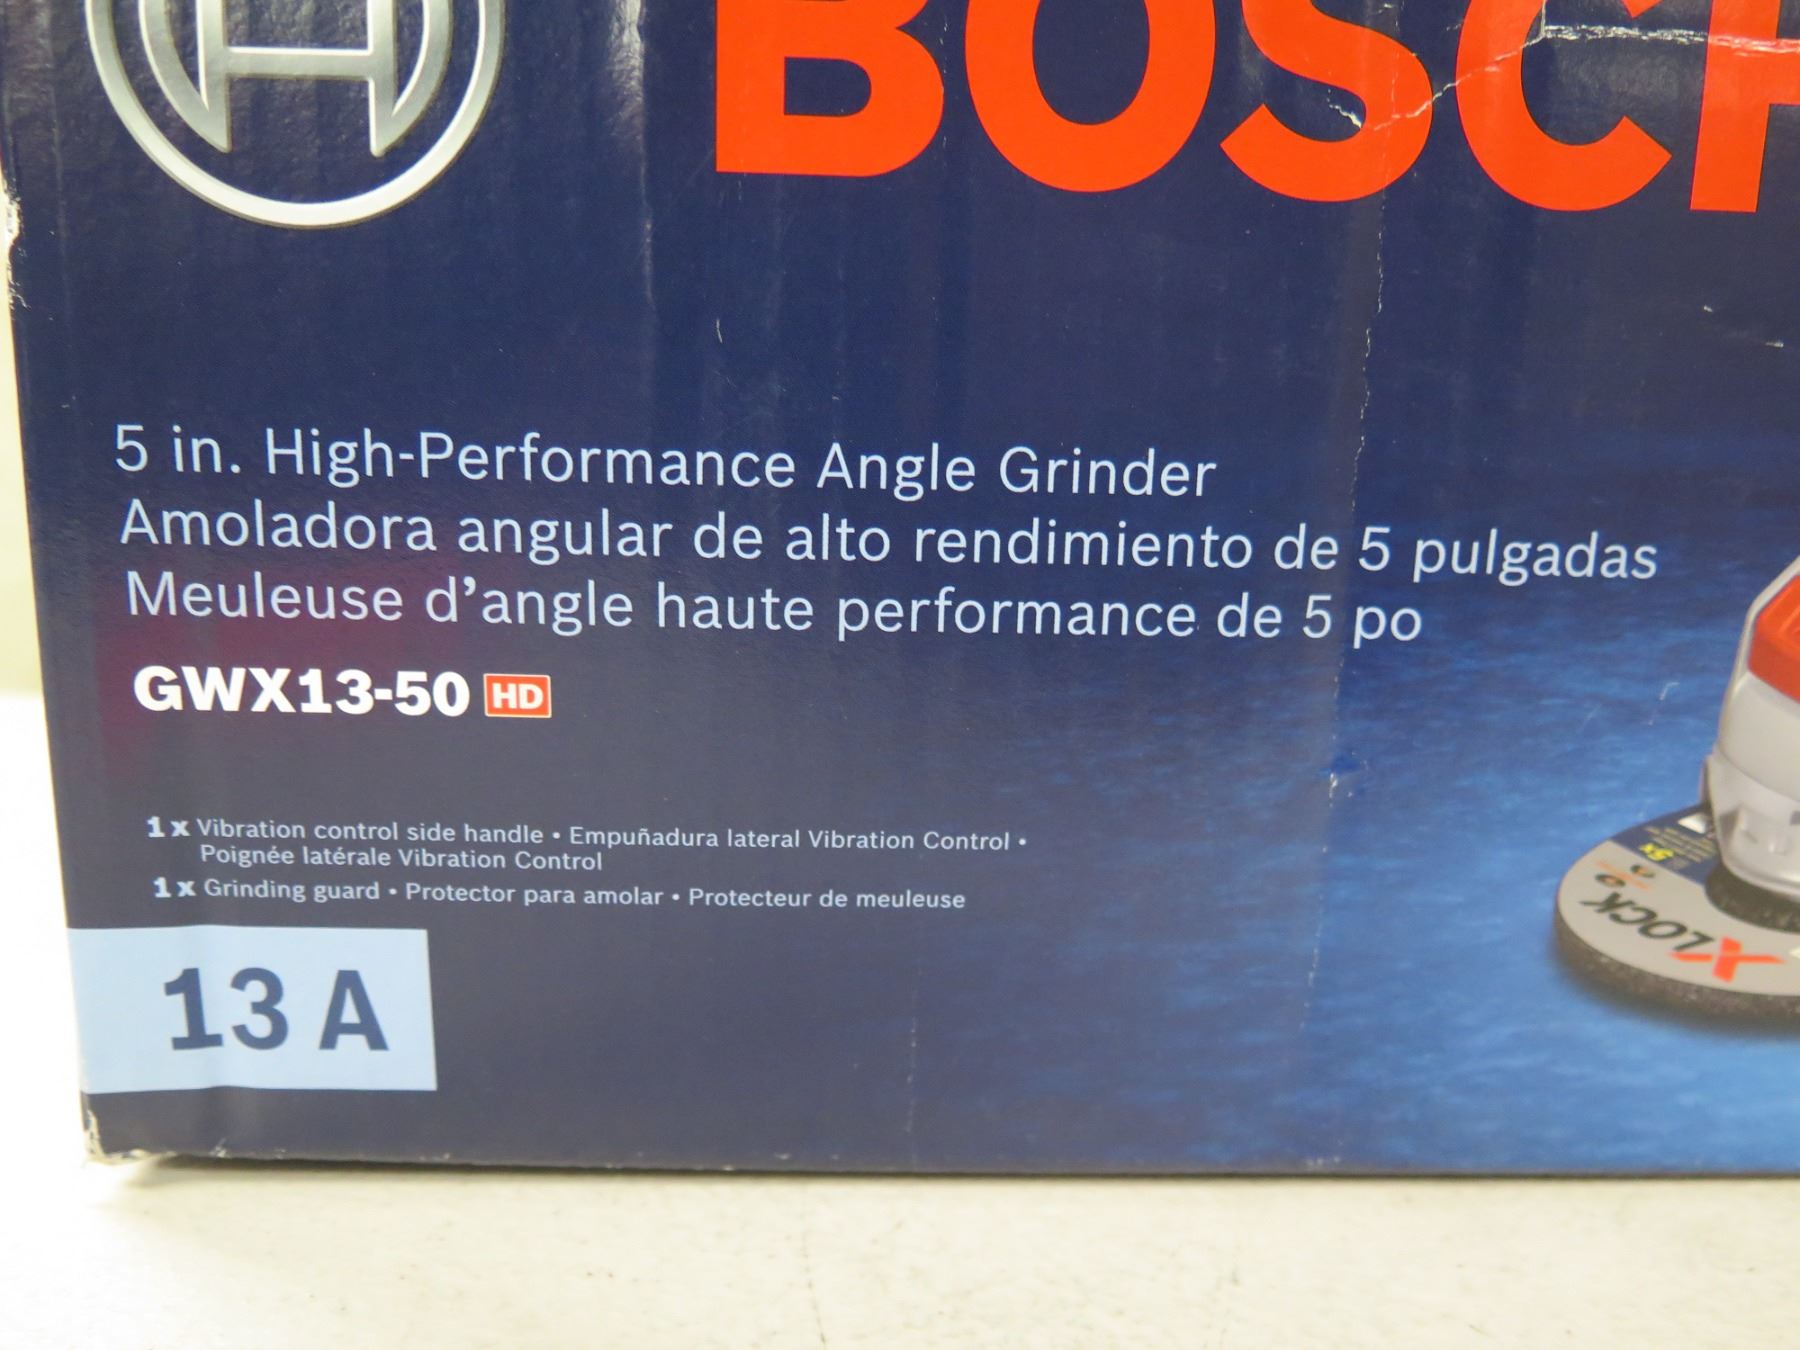 BOSCH
5 in. High-Performance Angle Grinder
Amoladora angular de alto rendimiento de 5 pulgadas
Meuleuse d’angle haute performance de 5 po
GWX13-50 HD
1 x Vibration control side handle • Empuñadura lateral Vibration Control •
Poignée latérale Vibration Control
1 x Grinding guard • Protector para amolar • Protecteur de meuleuse
13 A
X LOCK
5x